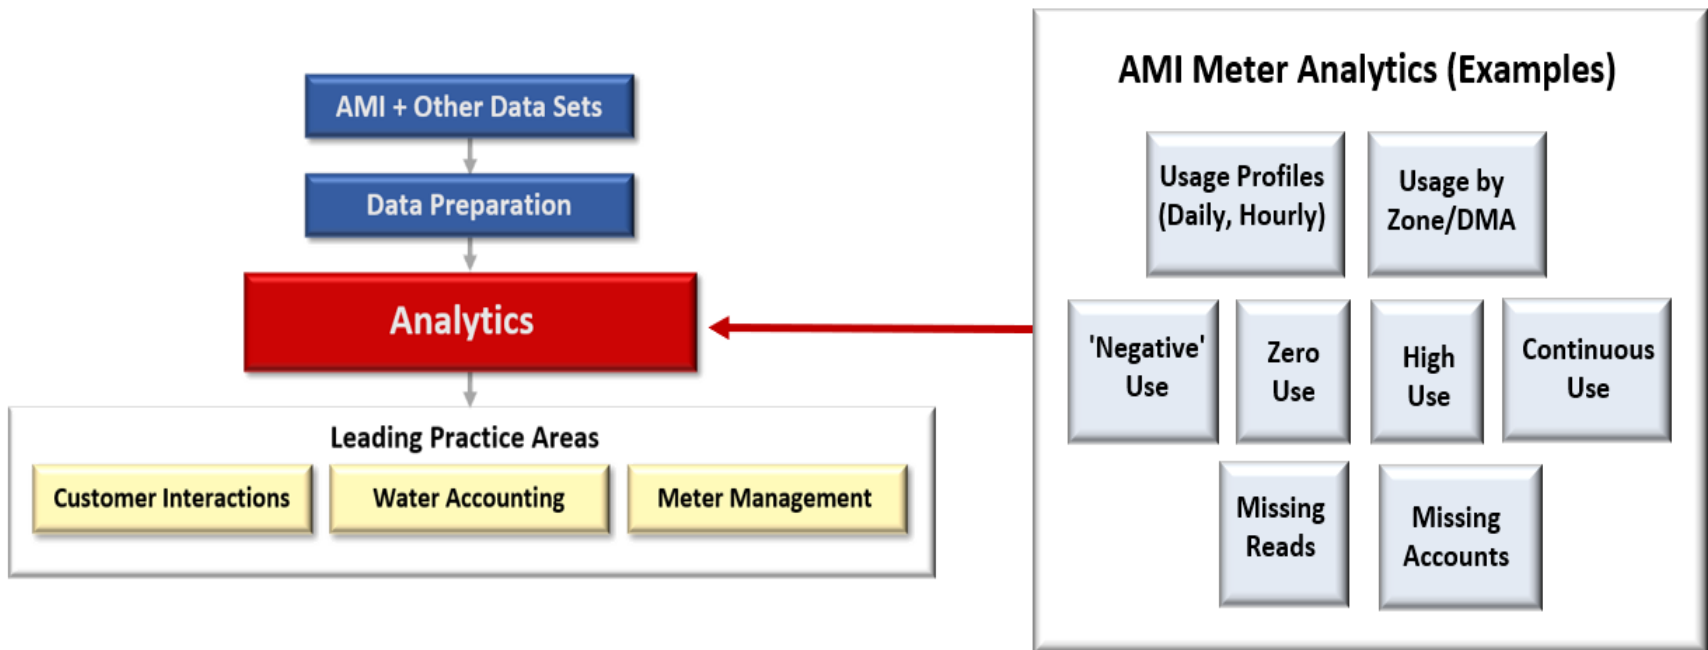 AMI + Other Data Sets
Data Preparation
Analytics
Leading Practice Areas
Customer Interactions
Water Accounting
Meter Management
AMI Meter Analytics (Examples)
Usage Profiles
(Daily, Hourly)
Usage by
Zone/DMA
'Negative'
Use
Zero
Use
High
Use
Continuous
Use
Missing
Reads
Missing
Accounts